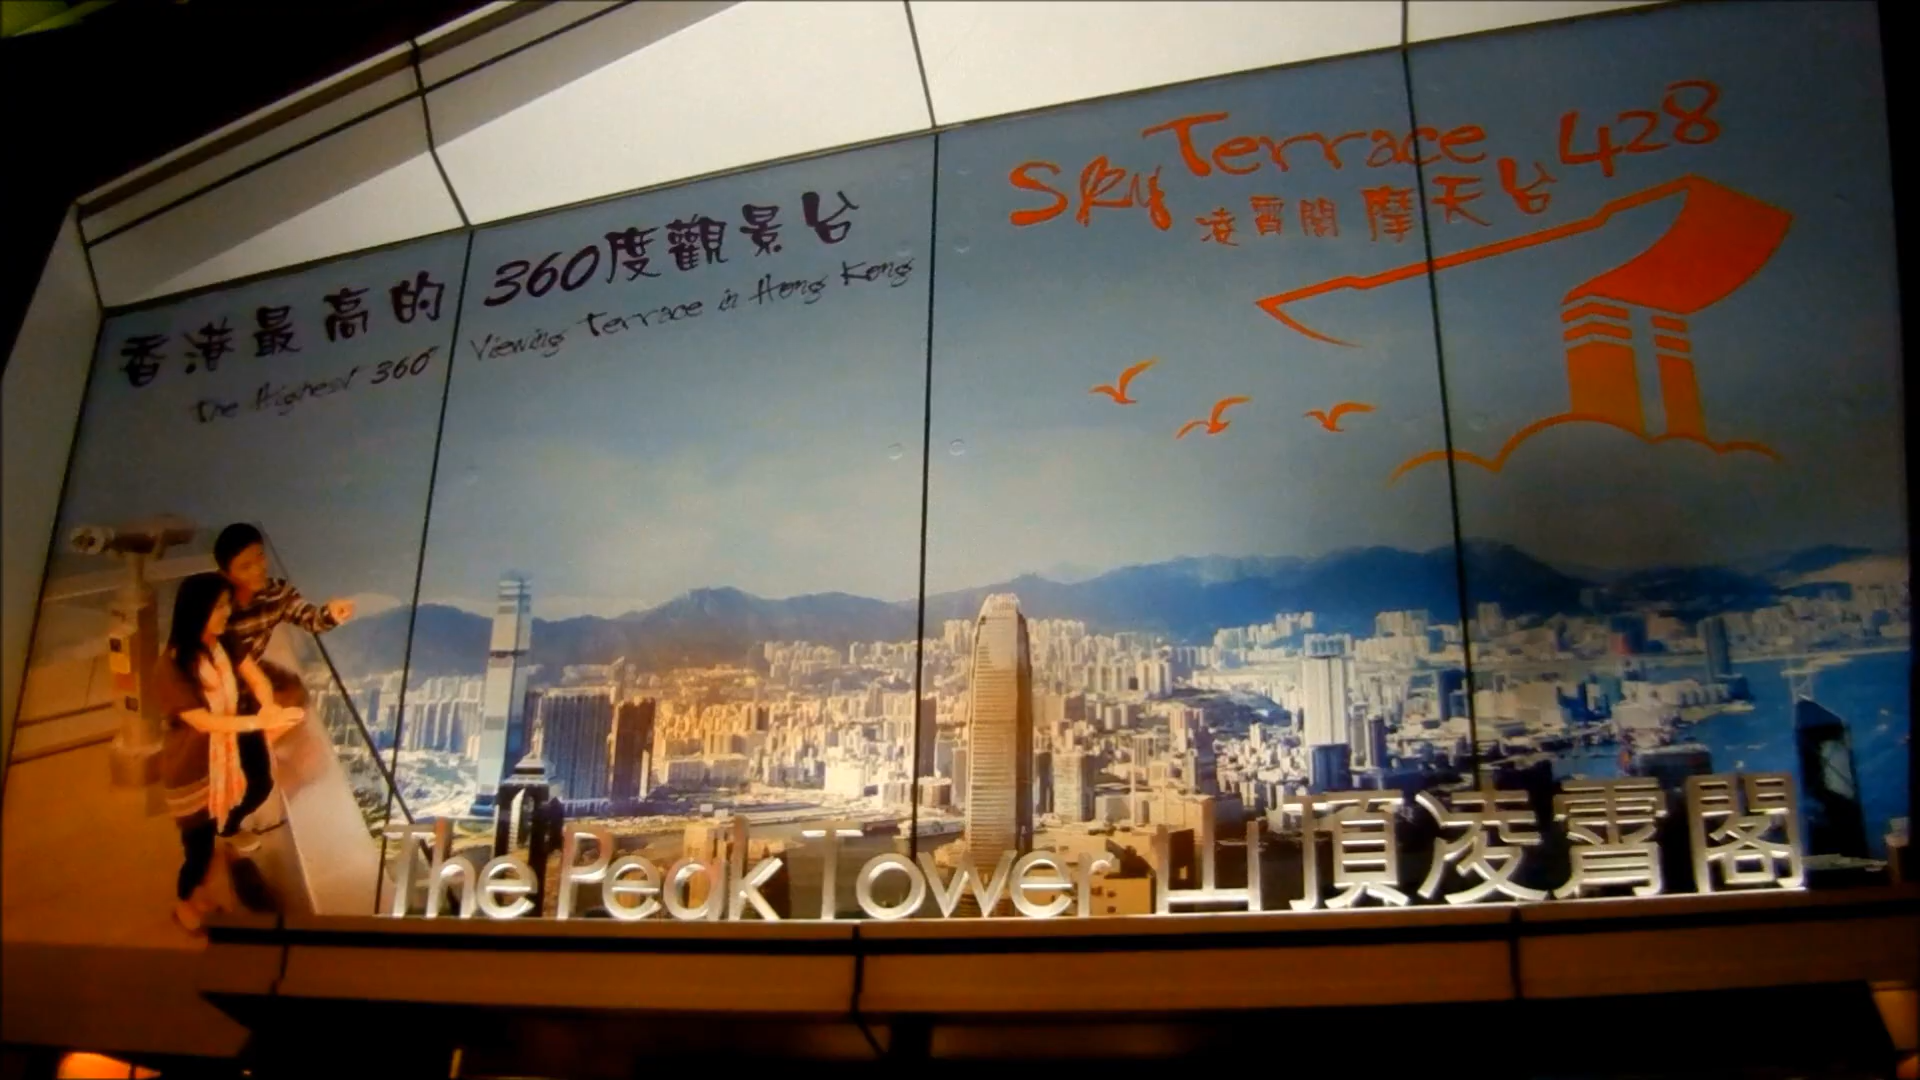 香港最高的 360度觀景台
The Highest 360° Viewing Terrace in Hong Kong
Sky Terrace 428
凌霄閣摩天台
The Peak Tower 山頂凌霄閣